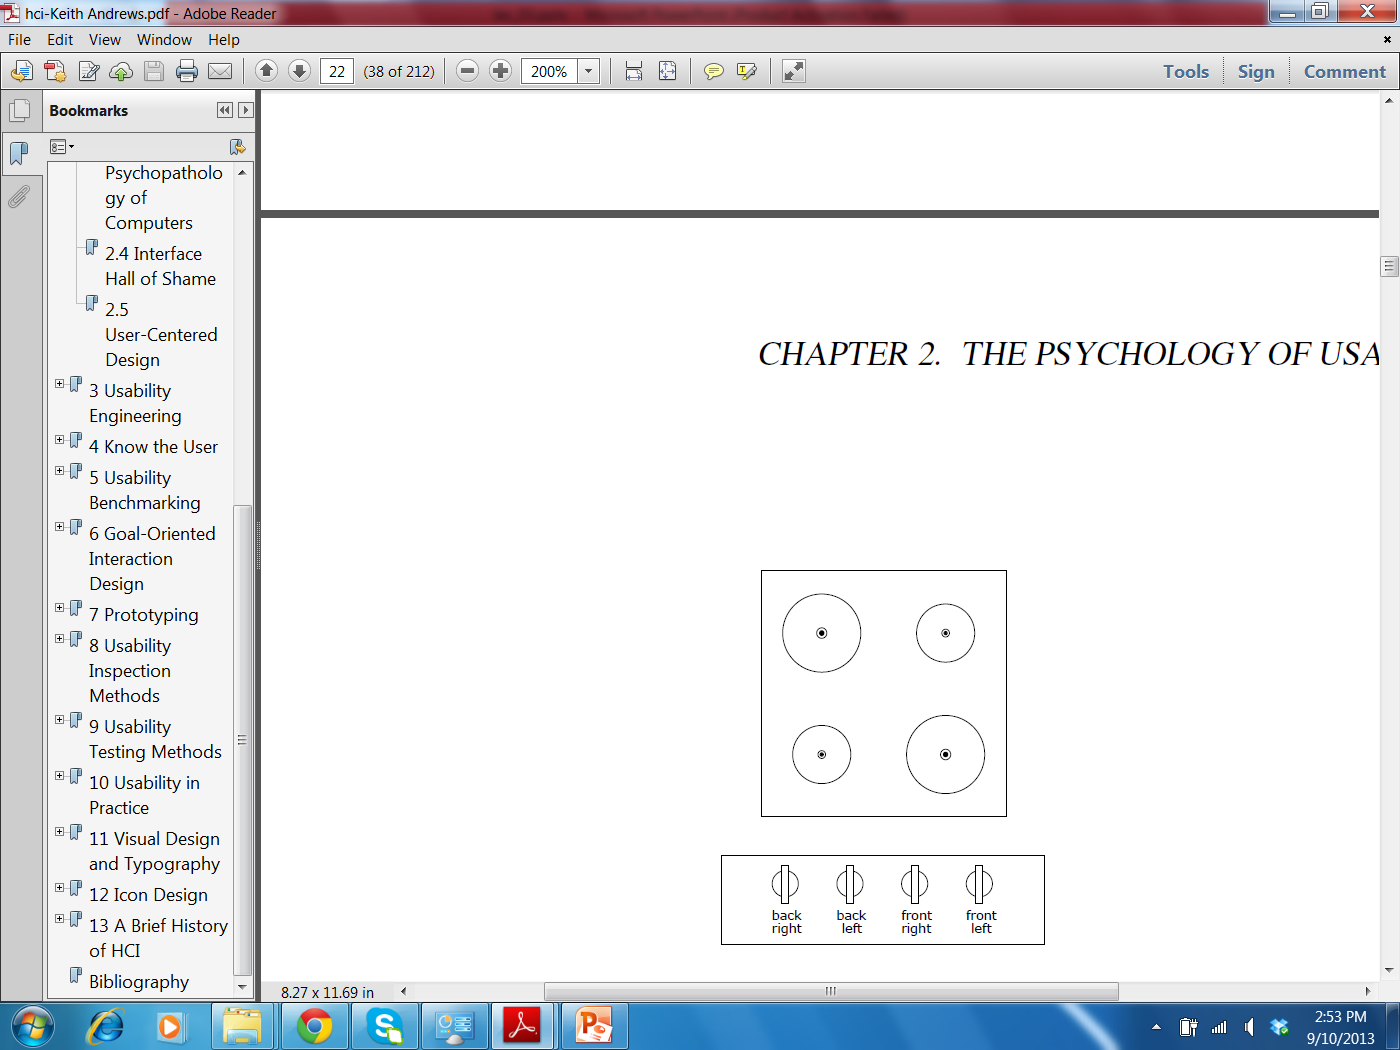 hci-Keith Andrews.pdf - Adobe Reader
File Edit View Window Help
22 (38 of 212) 200% Tools Sign Comment
Bookmarks
Psychopatholo
gy of
Computers
2.4 Interface
Hall of Shame
2.5
User-Centered
Design
3 Usability
Engineering
4 Know the User
5 Usability
Benchmarking
6 Goal-Oriented
Interaction
Design
7 Prototyping
8 Usability
Inspection
Methods
9 Usability
Testing Methods
10 Usability in
Practice
11 Visual Design
and Typography
12 Icon Design
13 A Brief History
of HCI
Bibliography
CHAPTER 2. THE PSYCHOLOGY OF USA
back back front front
right left right left
8.27 x 11.69 in
2:53 PM
9/10/2013